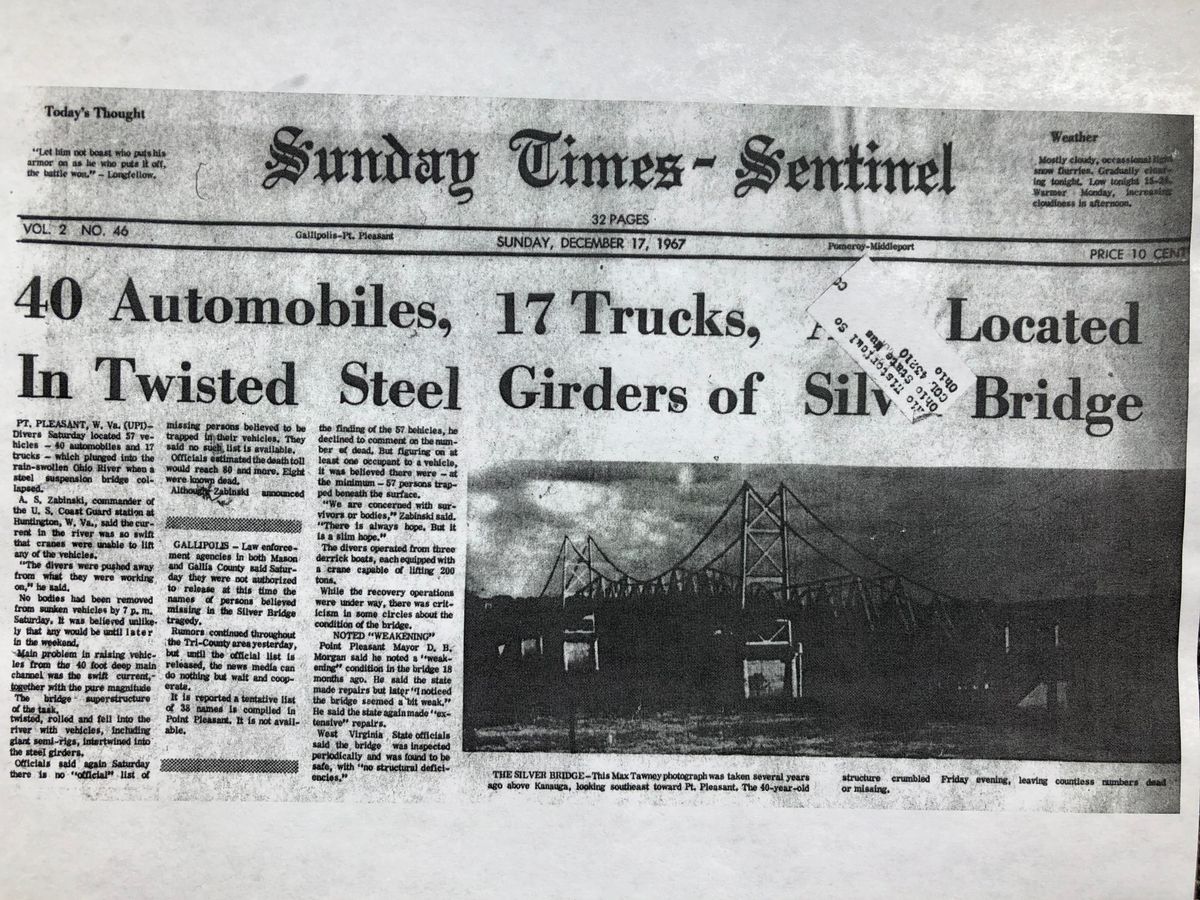 Today's Thought
"Let him not boast who puts his
armor on as he who puts it off,
the battle won." — Longfellow.
Sunday Times-Sentinel
Weather
Mostly cloudy, occassional light
snow flurries. Gradually clear-
ing tonight. Low tonight
Warmer Monday, increasing
cloudiness in afternoon.
32 PAGES
VOL. 2 NO. 46
Gallipolis-Pt. Pleasant
SUNDAY, DECEMBER 17, 1967
Pomeroy-Middleport
PRICE 10 CENT
40 Automobiles, 17 Trucks, Located
In Twisted Steel Girders of Silv Bridge
Ohio Historical So
Ohio State Mus
COL 43210
Ohio
PT. PLEASANT, W. Va. (UPI)—
Divers Saturday located 57 ve-
hicles — 40 automobiles and 17
trucks — which plunged into the
rain-swollen Ohio River when a
steel suspension bridge col-
lapsed.
A. S. Zabinski, commander of
the U. S. Coast Guard station at
Huntington, W. Va., said the cur-
rent in the river was so swift
that cranes were unable to lift
any of the vehicles.
"The divers were pushed away
from what they were working
on," he said.
No bodies had been removed
from sunken vehicles by 7 p. m.
Saturday. It was believed unlike-
ly that any would be until later
in the weekend.
Main problem in raising vehic-
les from the 40 foot deep main
channel was the swift current,
together with the pure magnitude
The bridge superstructure
of the task.
twisted, rolled and fell into the
river with vehicles, including
giant semi-rigs, intertwined into
the steel girders.
Officials said again Saturday
there is no "official" list of
missing persons believed to be
trapped in their vehicles. They
said no such list is available.
Officials estimated the death toll
would reach 80 and more. Eight
were known dead.
Although Zabinski announced
GALLIPOLIS — Law enforce-
ment agencies in both Mason
and Gallia County said Satur-
day they were not authorized
to release at this time the
names of persons believed
missing in the Silver Bridge
tragedy.
Rumors continued throughout
the Tri-County area yesterday,
but until the official list is
released, the news media can
do nothing but wait and coop-
erate.
It is reported a tentative list
of 38 names is compiled in
Point Pleasant. It is not avail-
able.
the finding of the 57 behicles, he
declined to comment on the num-
ber of dead. But figuring on at
least one occupant to a vehicle,
it was believed there were — at
the minimum — 57 persons trap-
ped beneath the surface.
"We are concerned with sur-
vivors or bodies," Zabinski said.
"There is always hope. But it
is a slim hope."
The divers operated from three
derrick boats, each equipped with
a crane capable of lifting 200
tons.
While the recovery operations
were under way, there was crit-
icism in some circles about the
condition of the bridge.
NOTED "WEAKENING"
Point Pleasant Mayor D. B.
Morgan said he noted a "weak-
ening" condition in the bridge 18
months ago. He said the state
made repairs but later "I noticed
the bridge seemed a bit weak."
He said the state again made "ex-
tensive" repairs.
West Virginia State officials
said the bridge was inspected
periodically and was found to be
safe, with "no structural defici-
encies."
THE SILVER BRIDGE—This Max Tawney photograph was taken several years
ago above Kanauga, looking southeast toward Pt. Pleasant. The 40-year-old
structure crumbled Friday evening, leaving countless numbers dead
or missing.